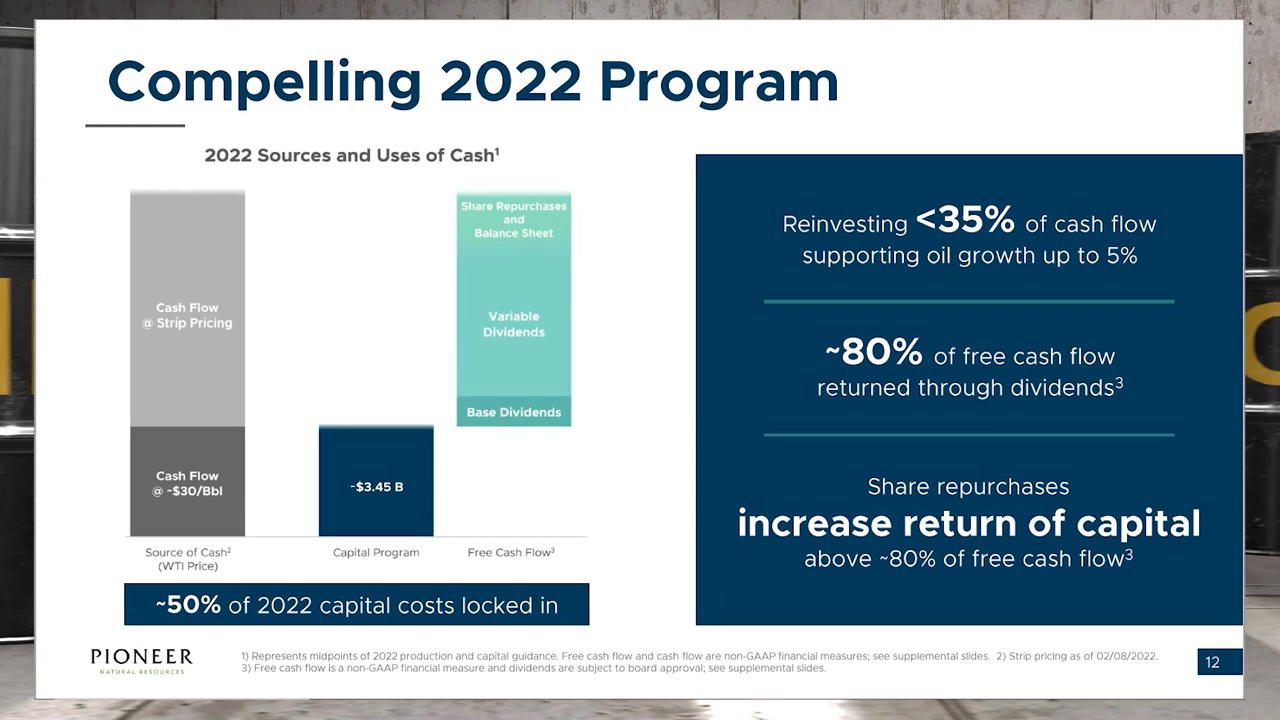 Compelling 2022 Program
2022 Sources and Uses of Cash¹
Cash Flow
@ Strip Pricing
Cash Flow
@ ~$30/Bbl
~$3.45 B
Share Repurchases
and
Balance Sheet
Variable
Dividends
Base Dividends
Source of Cash²
(WTI Price)
Capital Program
Free Cash Flow³
~50% of 2022 capital costs locked in
Reinvesting <35% of cash flow
supporting oil growth up to 5%
~80% of free cash flow
returned through dividends³
Share repurchases
increase return of capital
above ~80% of free cash flow³
PIONEER
NATURAL RESOURCES
1) Represents midpoints of 2022 production and capital guidance. Free cash flow and cash flow are non-GAAP financial measures; see supplemental slides. 2) Strip pricing as of 02/08/2022.
3) Free cash flow is a non-GAAP financial measure and dividends are subject to board approval; see supplemental slides.
12